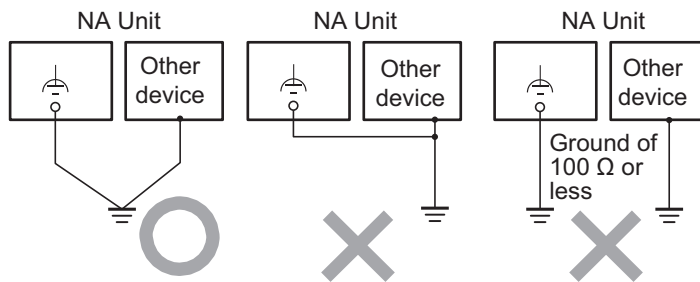 NA Unit
Other
device
NA Unit
Other
device
NA Unit
Other
device
Ground of
100 Ω or
less